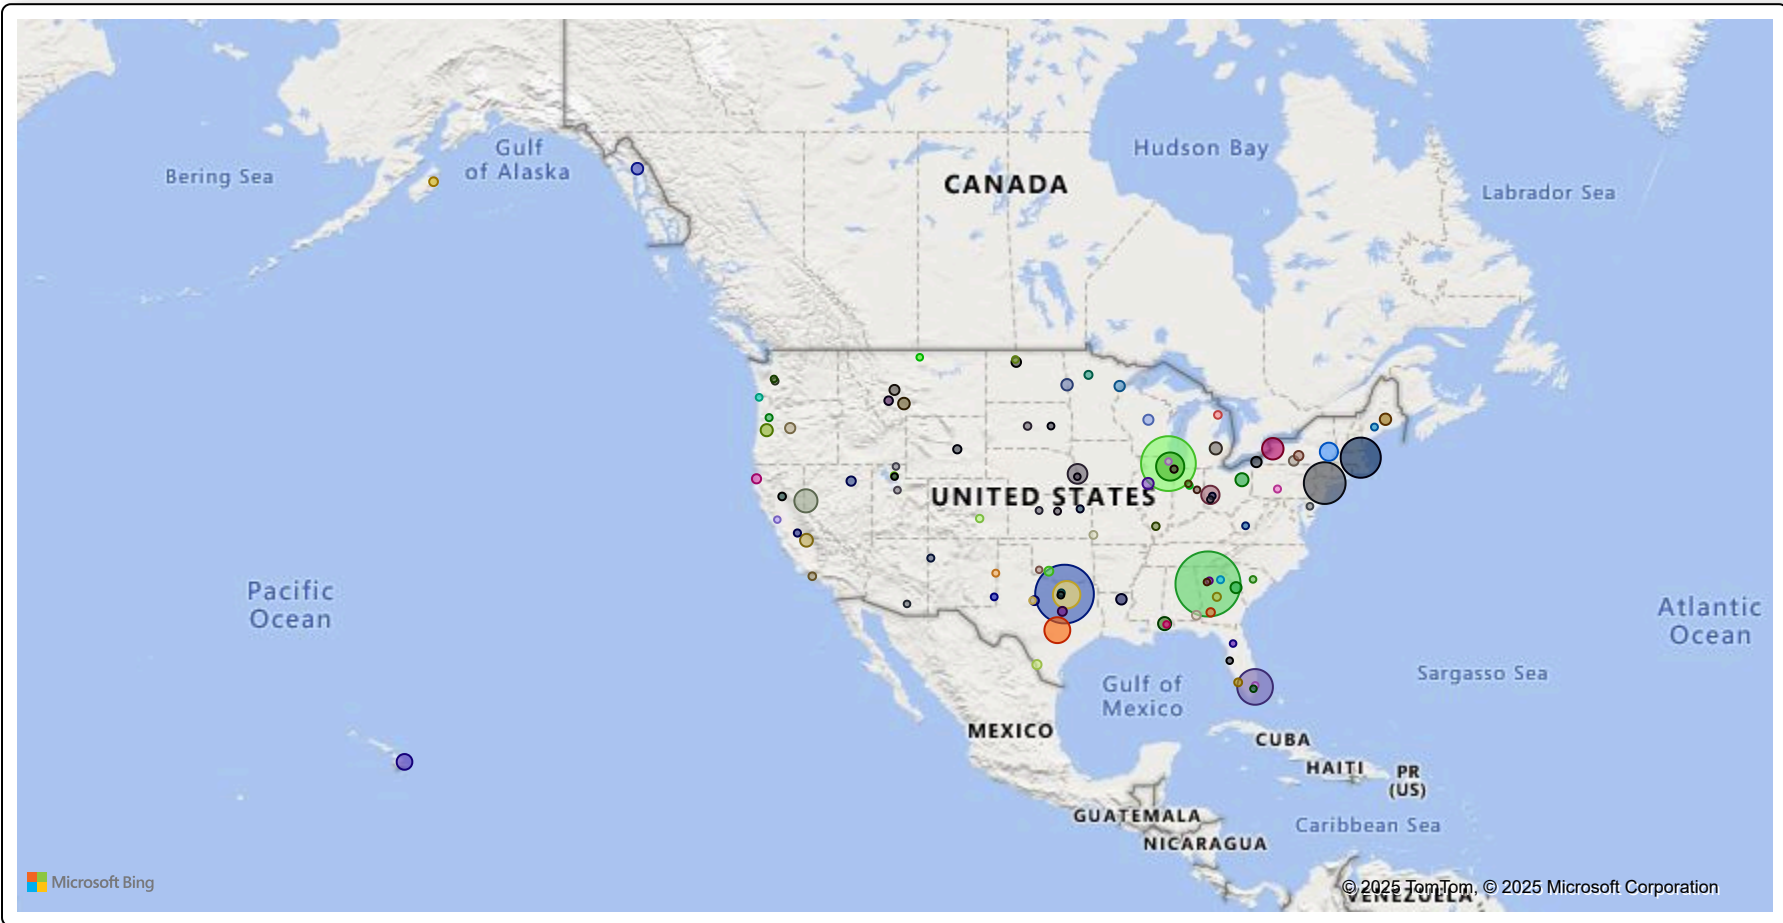 Gulf
of Alaska
Bering Sea
Hudson Bay
CANADA
Labrador Sea
UNITED STATES
Pacific
Ocean
Atlantic
Ocean
Sargasso Sea
Gulf of
Mexico
MEXICO
CUBA
HAITI
PR
(US)
GUATEMALA
Caribbean Sea
NICARAGUA
Microsoft Bing
© 2025 TomTom, © 2025 Microsoft Corporation
VENEZUELA